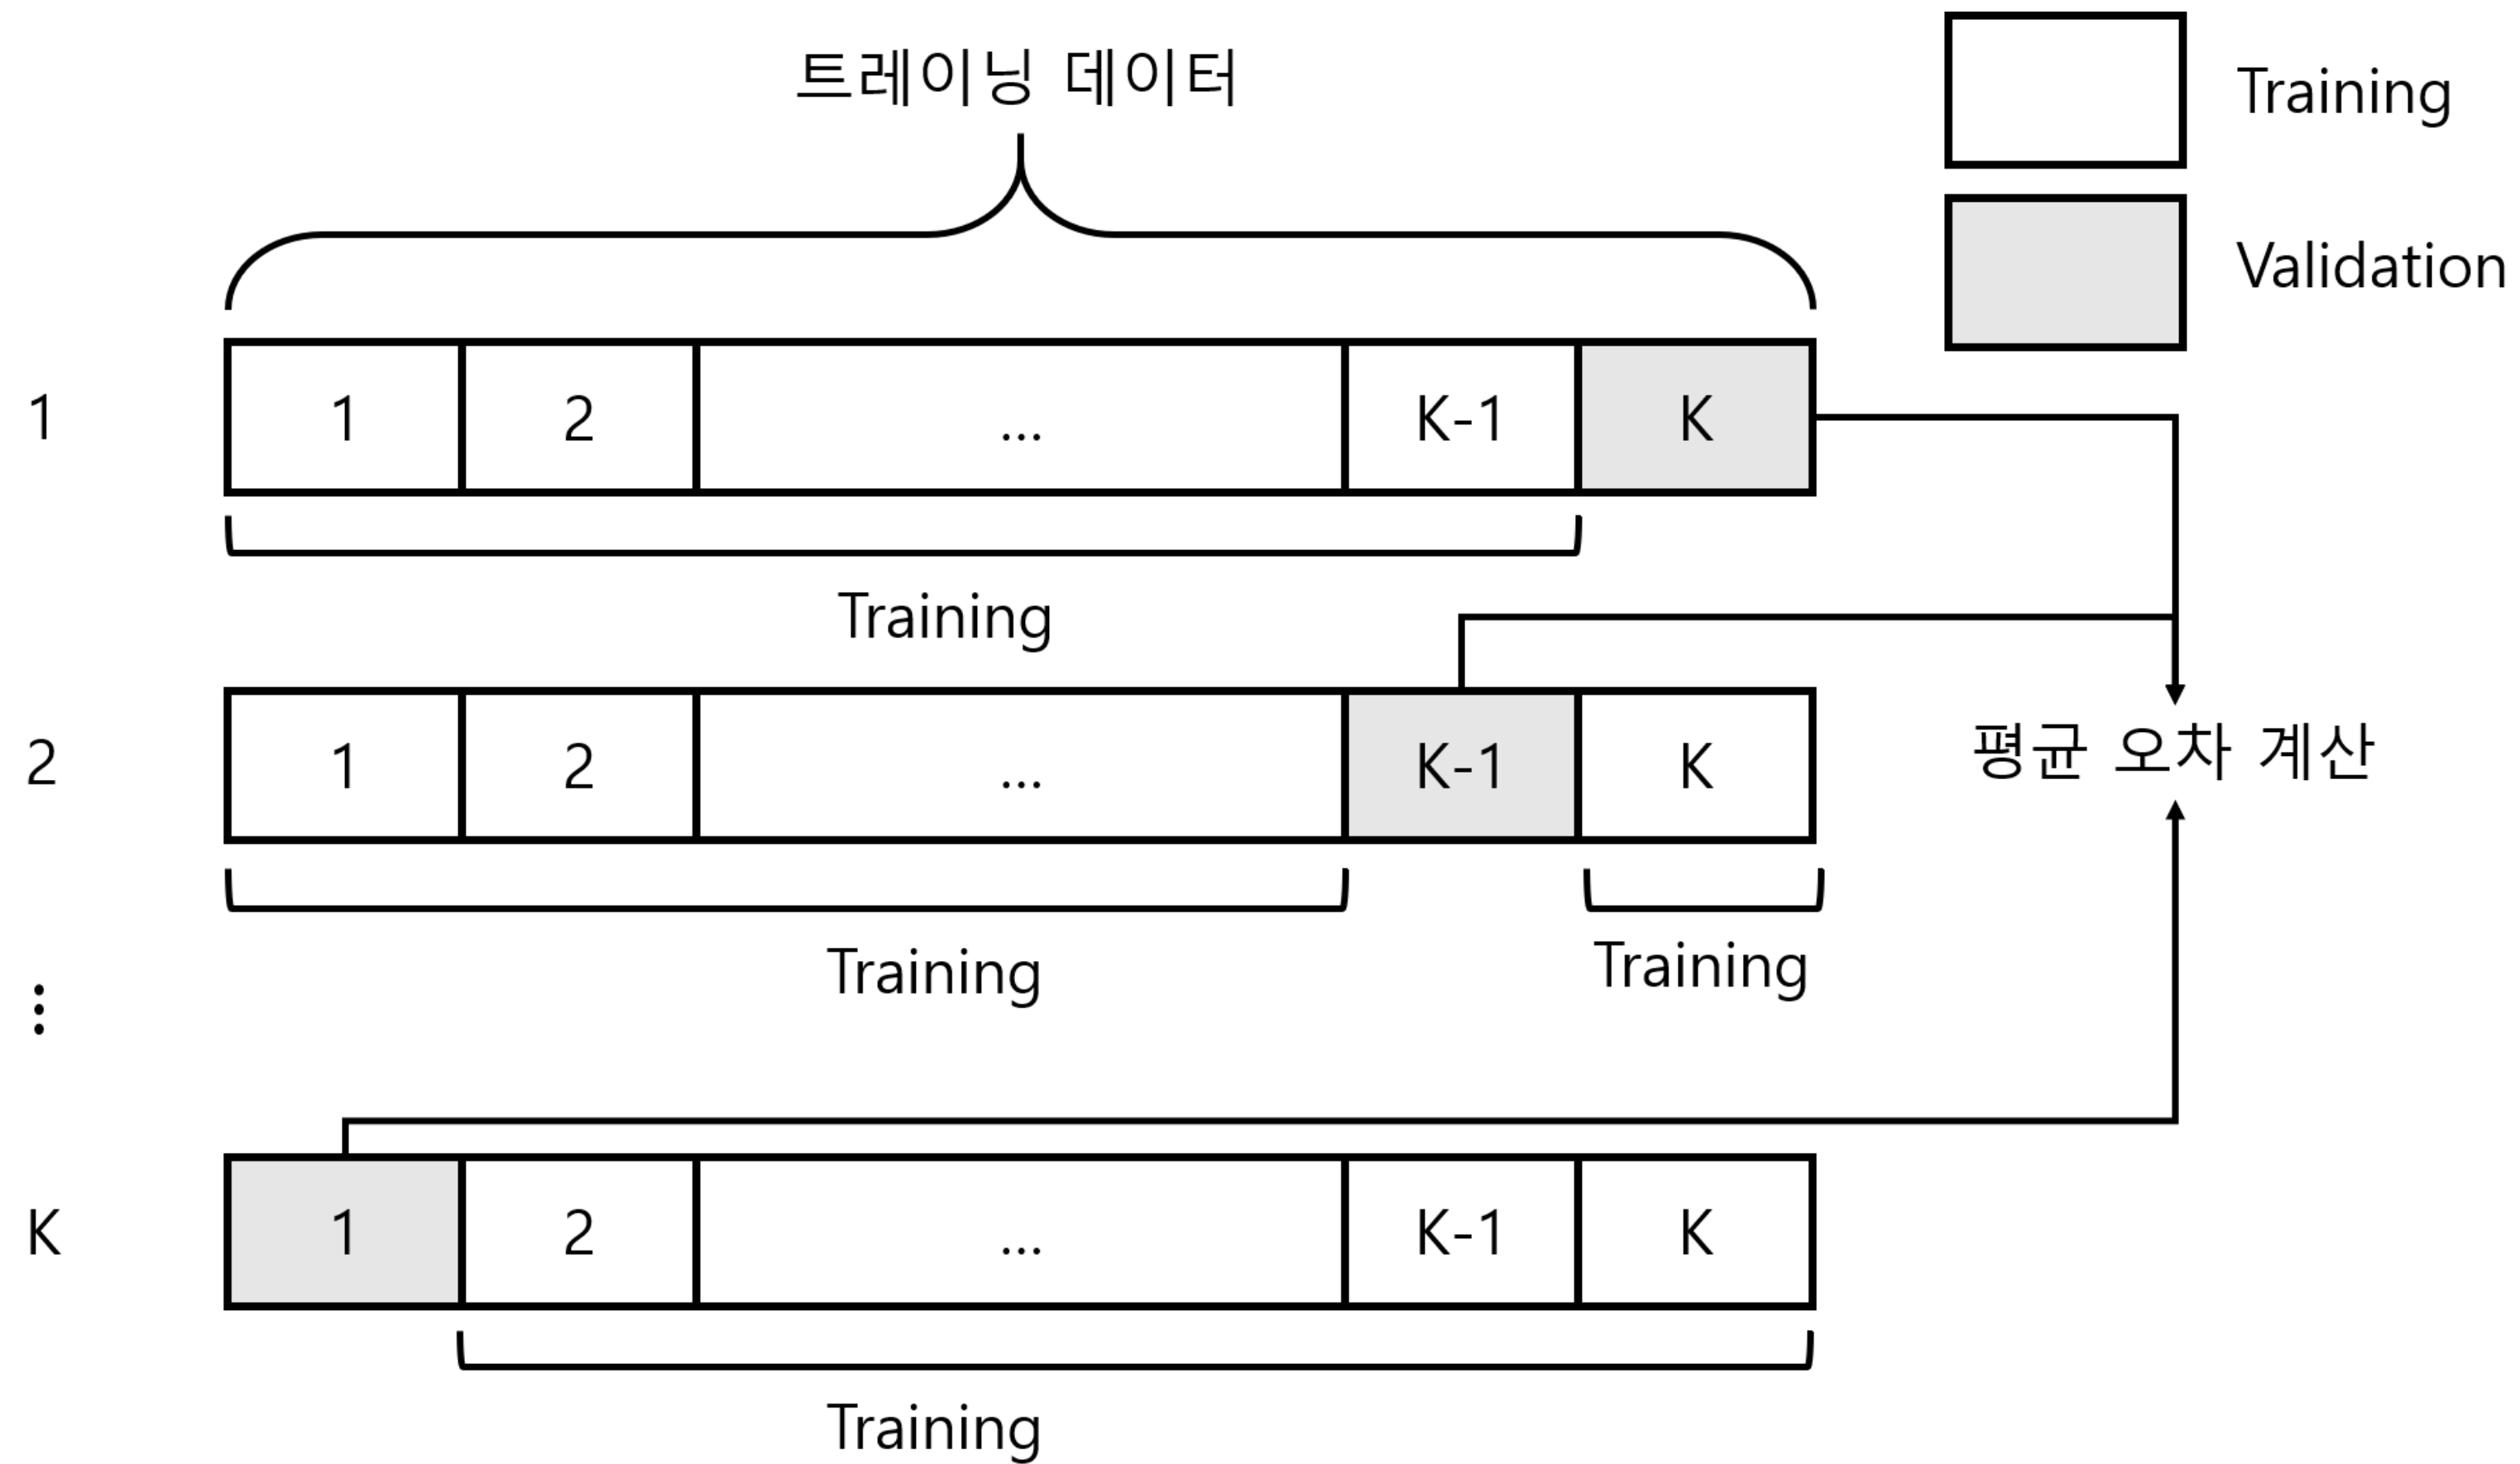 트레이닝 데이터
Training
Validation
1
1 2 ... K-1 K
Training
2
1 2 ... K-1 K
평균 오차 계산
Training Training
⋮
K
1 2 ... K-1 K
Training